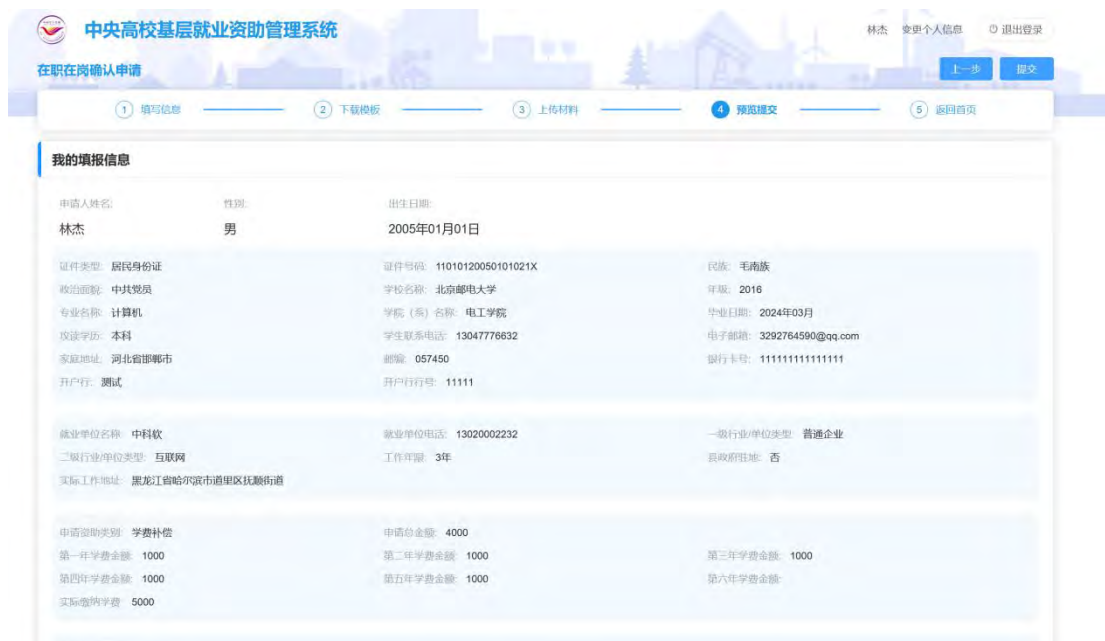 中央高校基层就业资助管理系统
林杰 变更个人信息 退出登录
在职在岗确认申请
上一步 提交
1 填写信息 2 下载模板 3 上传材料 4 预览提交 5 返回首页
我的填报信息
申请人姓名: 性别: 出生日期:
林杰 男 2005年01月01日
证件类型: 居民身份证 证件号码: 11010120050101021X 民族: 毛南族
政治面貌: 中共党员 学校名称: 北京邮电大学 年级: 2016
专业名称: 计算机 学院（系）名称: 电工学院 毕业日期: 2024年03月
攻读学历: 本科 学生联系电话: 13047776632 电子邮箱: 3292764590@qq.com
家庭地址: 河北省邯郸市 邮编: 057450 银行卡号: 111111111111111
开户行: 测试 开户行行号: 11111
就业单位名称: 中科软 就业单位电话: 13020002232 一级行业/单位类型: 普通企业
二级行业/单位类型: 互联网 工作年限: 3年 县政府驻地: 否
实际工作地址: 黑龙江省哈尔滨市道里区抚顺街道
申请资助类别: 学费补偿 申请总金额: 4000
第一年学费金额: 1000 第二年学费金额: 1000 第三年学费金额: 1000
第四年学费金额: 1000 第五年学费金额: 1000 第六年学费金额:
实际缴纳学费: 5000